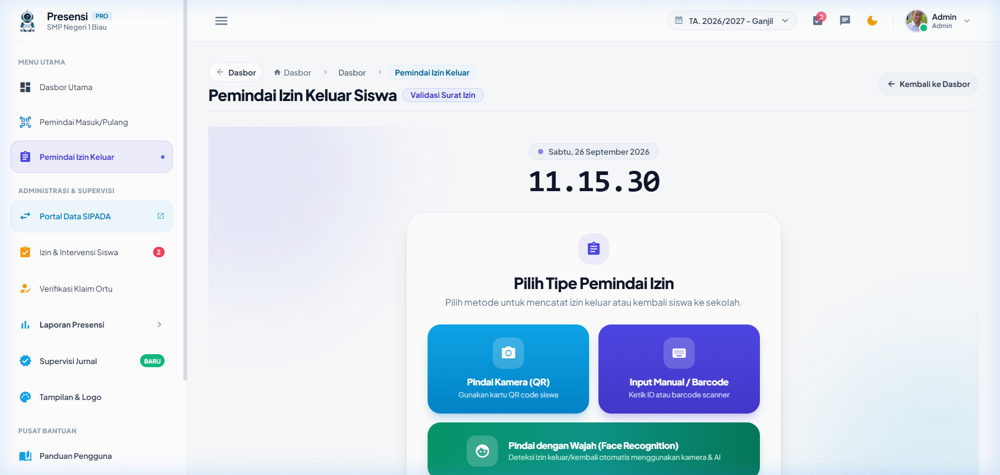 Presensi PRO
SMP Negeri 1 Biau
MENU UTAMA
Dasbor Utama
Pemindai Masuk/Pulang
Pemindai Izin Keluar
ADMINISTRASI & SUPERVISI
Portal Data SIPADA
Izin & Intervensi Siswa 2
Verifikasi Klaim Ortu
Laporan Presensi
Supervisi Jurnal BARU
Tampilan & Logo
PUSAT BANTUAN
Panduan Pengguna
TA. 2026/2027 - Ganjil
2
Admin
Admin
Dasbor Dasbor > Dasbor > Pemindai Izin Keluar
Pemindai Izin Keluar Siswa Validasi Surat Izin
Kembali ke Dasbor
Sabtu, 26 September 2026
11.15.30
Pilih Tipe Pemindai Izin
Pilih metode untuk mencatat izin keluar atau kembali siswa ke sekolah.
Pindai Kamera (QR)
Gunakan kartu QR code siswa
Input Manual / Barcode
Ketik ID atau barcode scanner
Pindai dengan Wajah (Face Recognition)
Deteksi izin keluar/kembali otomatis menggunakan kamera & AI